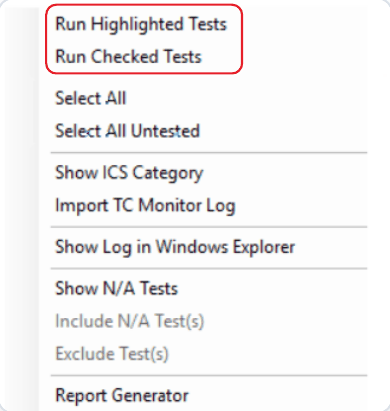 Run Highlighted Tests
Run Checked Tests
Select All
Select All Untested
Show ICS Category
Import TC Monitor Log
Show Log in Windows Explorer
Show N/A Tests
Include N/A Test(s)
Exclude Test(s)
Report Generator